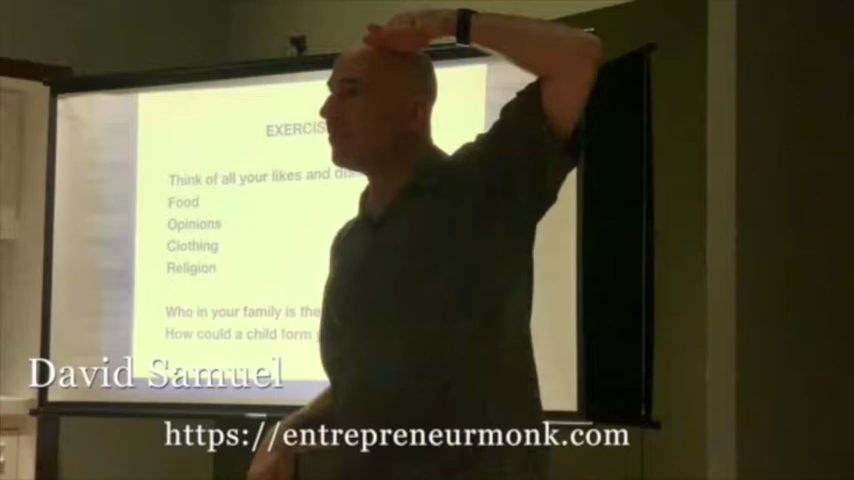 EXERCIS
Think of all your likes and dis
Food
Opinions
Clothing
Religion
Who in your family is the
How could a child form
David Samuel
https://entrepreneurmonk.com